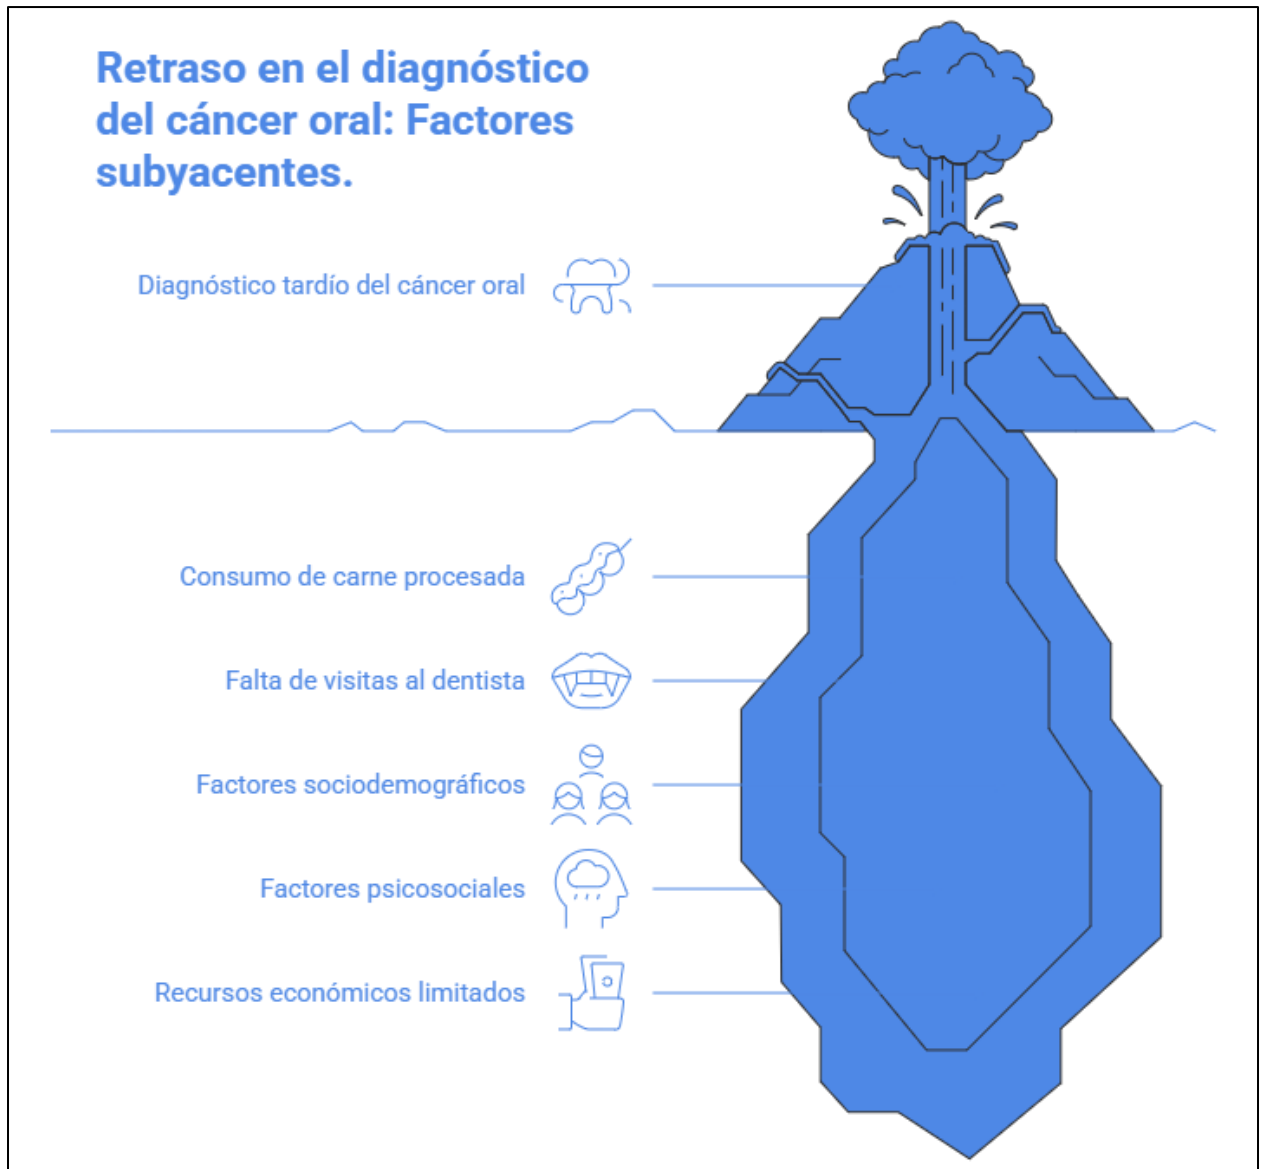 Retraso en el diagnóstico
del cáncer oral: Factores
subyacentes.
Diagnóstico tardío del cáncer oral
Consumo de carne procesada
Falta de visitas al dentista
Factores sociodemográficos
Factores psicosociales
Recursos económicos limitados